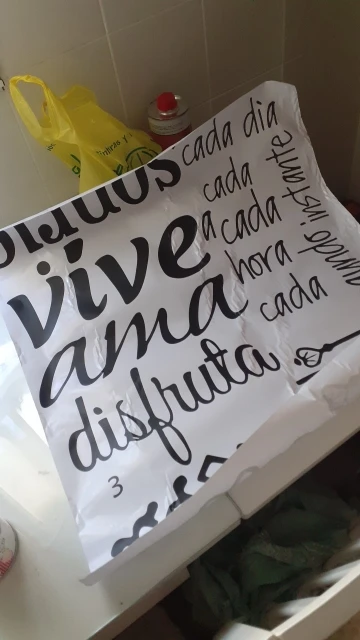 cada dia
cada
vive
a cada
ama
hora
cada
disfruta
instante
3